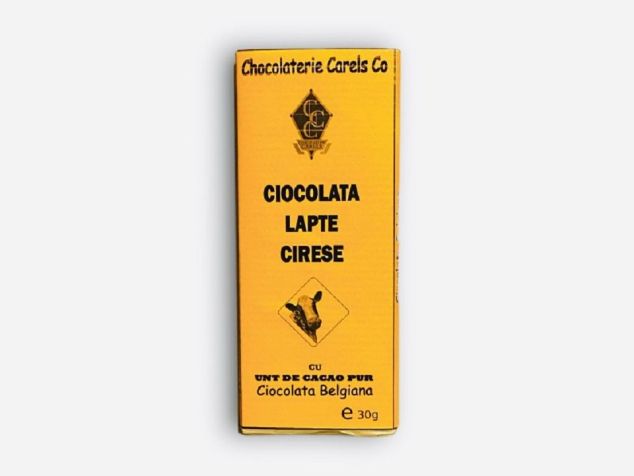 Chocolaterie Carels Co
CIOCOLATA
LAPTE
CIRESE
CU
UNT DE CACAO PUR
Ciocolata Belgiana
e 30g